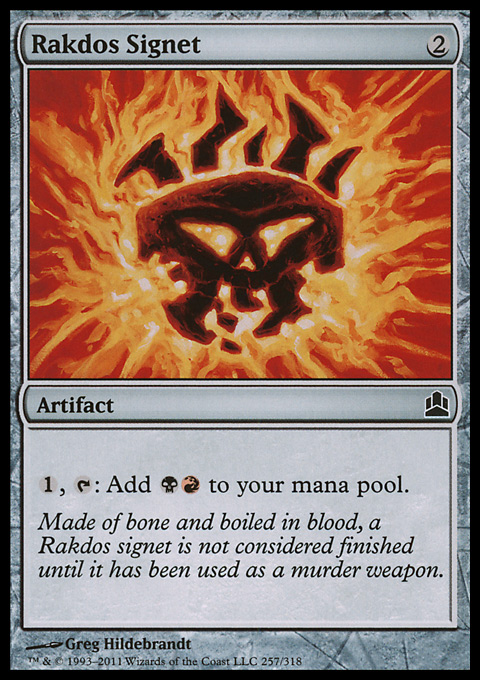 Rakdos Signet 2
Artifact
1, : Add to your mana pool.
Made of bone and boiled in blood, a
Rakdos signet is not considered finished
until it has been used as a murder weapon.
Greg Hildebrandt
™ & © 1993–2011 Wizards of the Coast LLC 257/318